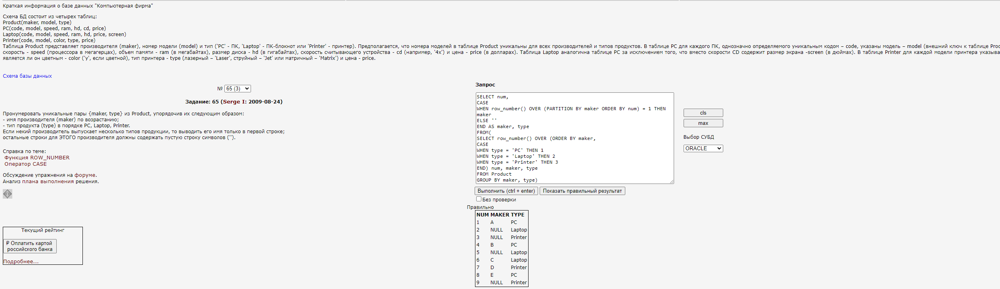 Краткая информация о базе данных "Компьютерная фирма"
Схема БД состоит из четырех таблиц:
Product(maker, model, type)
PC(code, model, speed, ram, hd, cd, price)
Laptop(code, model, speed, ram, hd, price, screen)
Printer(code, model, color, type, price)
Таблица Product представляет производителя (maker), номер модели (model) и тип ('PC' - ПК, 'Laptop' - ПК-блокнот или 'Printer' - принтер). Предполагается, что номера моделей в таблице Product уникальны для всех производителей и типов продуктов. В таблице PC для каждого ПК, однозначно определяемого уникальным кодом – code, указаны модель – model (внешний ключ к таблице Proc
скорость - speed (процессора в мегагерцах), объем памяти - ram (в мегабайтах), размер диска - hd (в гигабайтах), скорость считывающего устройства - cd (например, '4x') и цена - price (в долларах). Таблица Laptop аналогична таблице РС за исключением того, что вместо скорости CD содержит размер экрана -screen (в дюймах). В таблице Printer для каждой модели принтера указыва
является ли он цветным - color ('y', если цветной), тип принтера - type (лазерный – 'Laser', струйный – 'Jet' или матричный – 'Matrix') и цена - price.
Схема базы данных
№ 65 (3)
Задание: 65 (Serge I: 2009-08-24)
Пронумеровать уникальные пары {maker, type} из Product, упорядочив их следующим образом:
- имя производителя (maker) по возрастанию;
- тип продукта (type) в порядке PC, Laptop, Printer.
Если некий производитель выпускает несколько типов продукции, то выводить его имя только в первой строке;
остальные строки для ЭТОГО производителя должны содержать пустую строку символов ('').
Справка по теме:
Функция ROW_NUMBER
Оператор CASE
Обсуждение упражнения на форуме.
Анализ плана выполнения решения.
i
Текущий рейтинг
₽ Оплатить картой
российского банка
Подробнее...
Запрос
SELECT num,
CASE
WHEN row_number() OVER (PARTITION BY maker ORDER BY num) = 1 THEN
maker
ELSE ''
END AS maker, type
FROM(
SELECT row_number() OVER (ORDER BY maker,
CASE
WHEN type = 'PC' THEN 1
WHEN type = 'Laptop' THEN 2
WHEN type = 'Printer' THEN 3
END) num, maker, type
FROM Product
GROUP BY maker, type)
cls
max
Выбор СУБД
ORACLE
Выполнить (ctrl + enter) Показать правильный результат
Без проверки
Правильно
NUM MAKER TYPE
1 A PC
2 NULL Laptop
3 NULL Printer
4 B PC
5 NULL Laptop
6 C Laptop
7 D Printer
8 E PC
9 NULL Printer